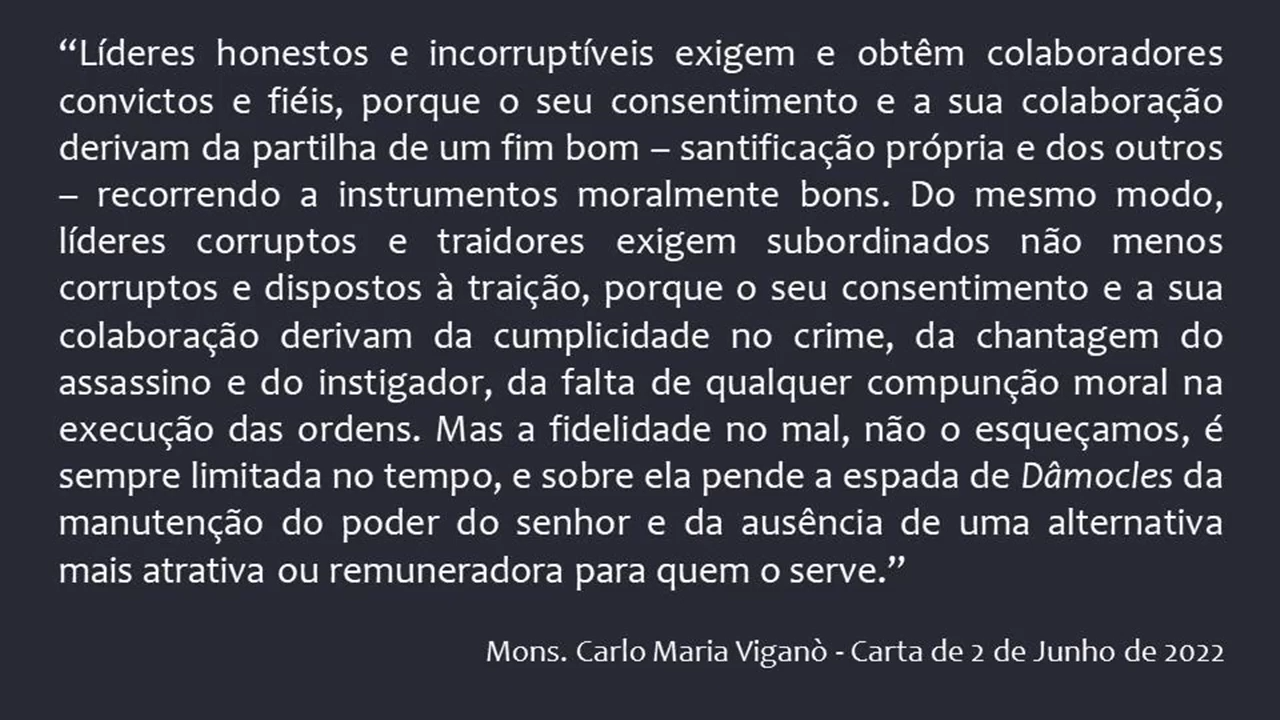 “Líderes honestos e incorruptíveis exigem e obtêm colaboradores
convictos e fiéis, porque o seu consentimento e a sua colaboração
derivam da partilha de um fim bom – santificação própria e dos outros
– recorrendo a instrumentos moralmente bons. Do mesmo modo,
líderes corruptos e traidores exigem subordinados não menos
corruptos e dispostos à traição, porque o seu consentimento e a sua
colaboração derivam da cumplicidade no crime, da chantagem do
assassino e do instigador, da falta de qualquer compunção moral na
execução das ordens. Mas a fidelidade no mal, não o esqueçamos, é
sempre limitada no tempo, e sobre ela pende a espada de Dâmocles da
manutenção do poder do senhor e da ausência de uma alternativa
mais atrativa ou remuneradora para quem o serve.”
Mons. Carlo Maria Viganò - Carta de 2 de Junho de 2022